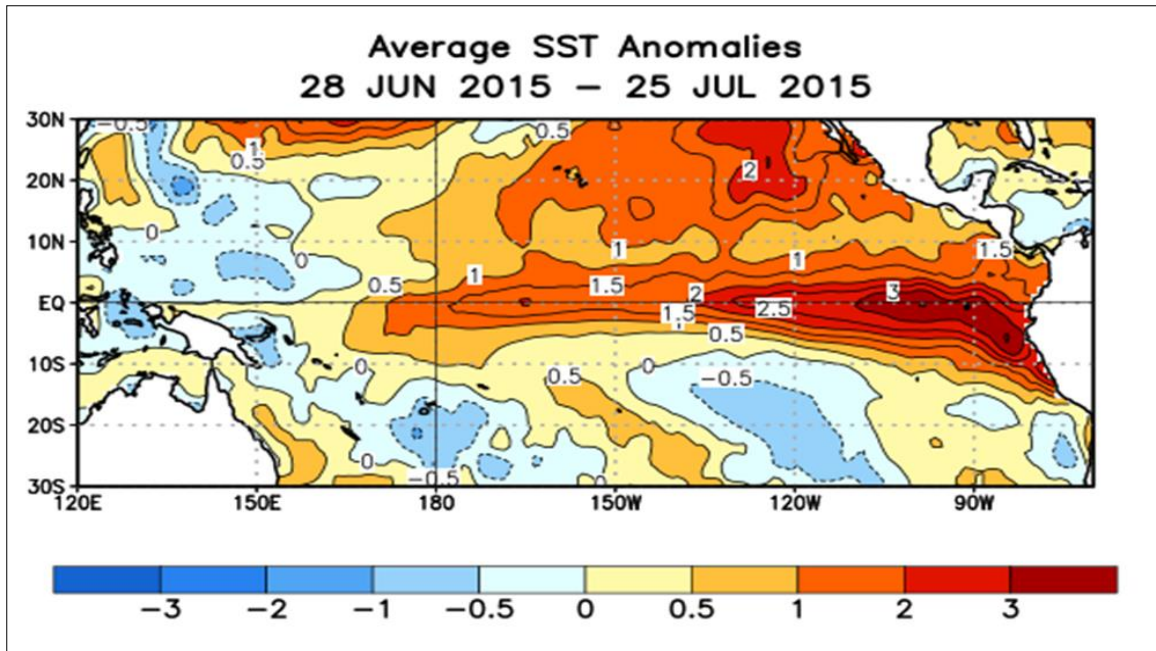 Average SST Anomalies
28 JUN 2015 – 25 JUL 2015
30N -0.5 1 0.5 0.5
20N 2
10N 0 0 1 1 1.5
0.5 1 1.5 2 3
EQ 1.5 2.5 0.5
10S 0 0.5 0 -0.5
20S
0 -0.5 0
30S
120E 150E 180 150W 120W 90W
-3 -2 -1 -0.5 0 0.5 1 2 3